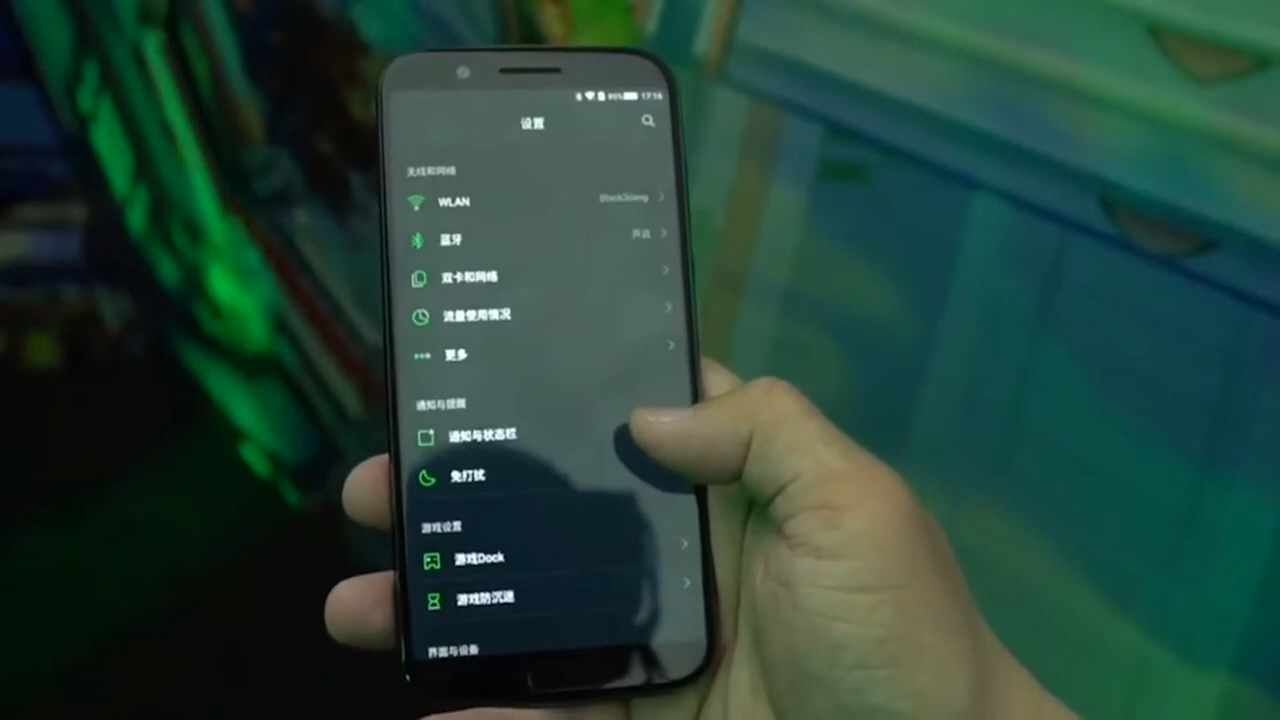 17:16
设置
无线和网络
WLAN
蓝牙
开启
双卡和网络
流量使用情况
更多
通知与提醒
通知与状态栏
免打扰
游戏设置
游戏Dock
游戏防沉迷
界面与设备